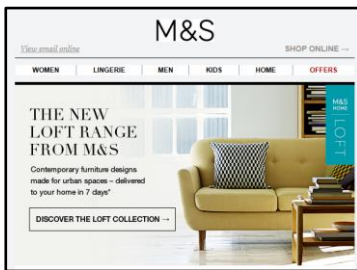 M&S
View email online
SHOP ONLINE →
WOMEN LINGERIE MEN KIDS HOME OFFERS
THE NEW
LOFT RANGE
FROM M&S
Contemporary furniture designs
made for urban spaces – delivered
to your home in 7 days*
DISCOVER THE LOFT COLLECTION →
M&S
HOME
LOFT